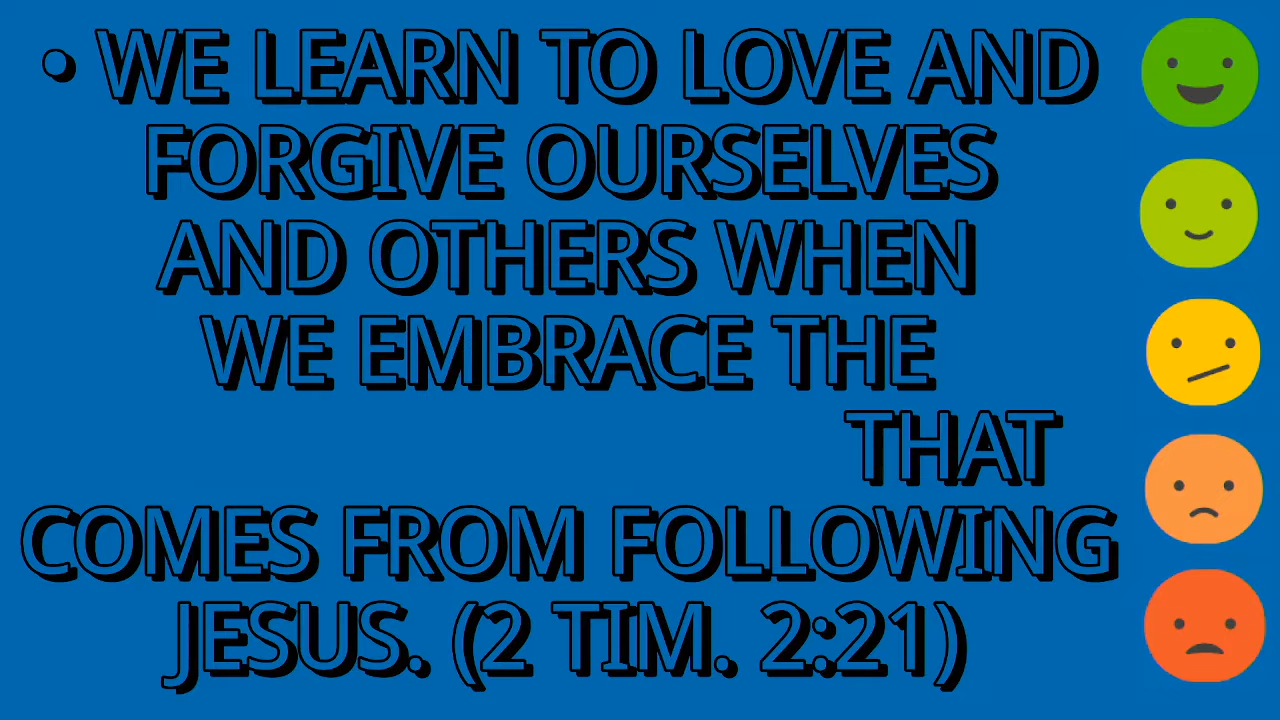 • WE LEARN TO LOVE AND
FORGIVE OURSELVES
AND OTHERS WHEN
WE EMBRACE THE
THAT
COMES FROM FOLLOWING
JESUS. (2 TIM. 2:21)